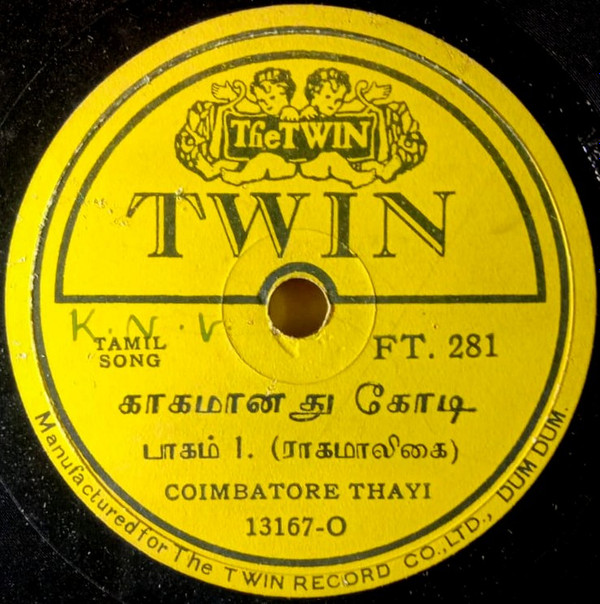 The TWIN
TWIN
K. N. V.
TAMIL
SONG
FT. 281
காகமானது கோடி
பாகம் 1. (ராகமாலிகை)
COIMBATORE THAYI
13167-O
Manufactured for The TWIN RECORD CO., LTD., DUM DUM.